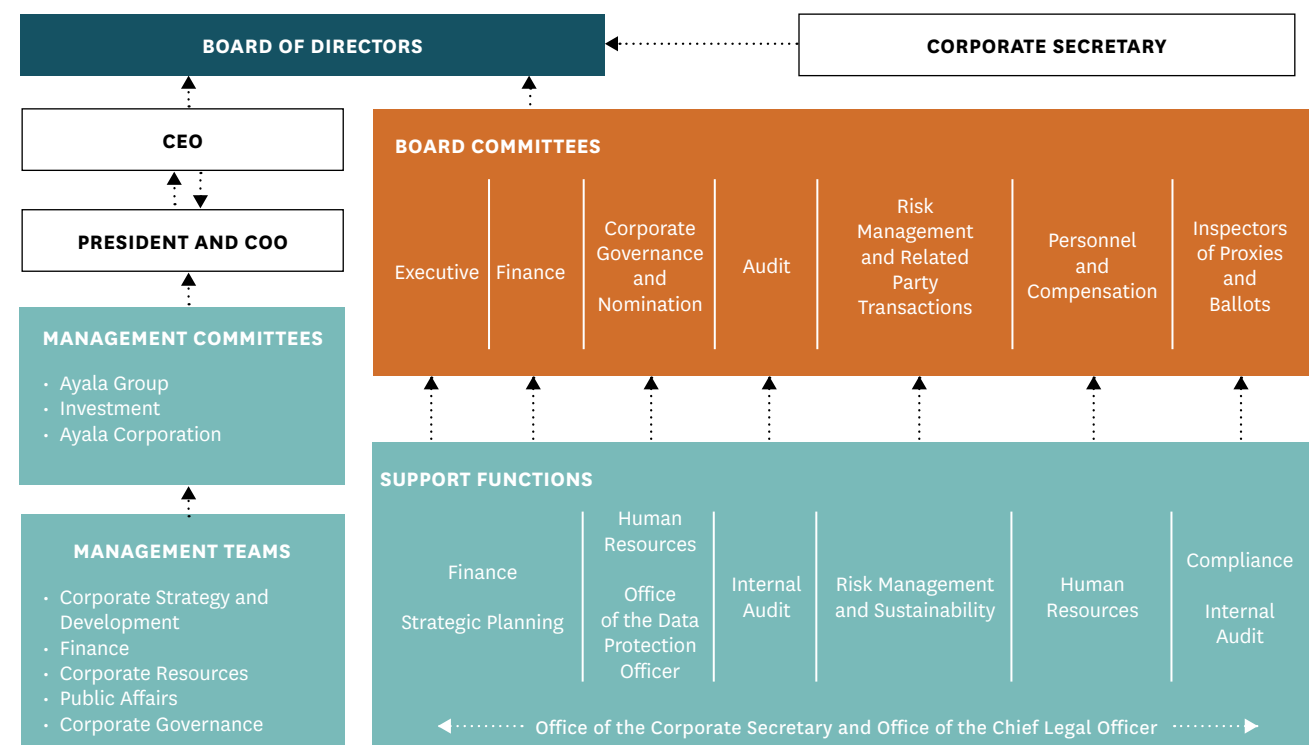 BOARD OF DIRECTORS
CORPORATE SECRETARY
CEO
PRESIDENT AND COO
MANAGEMENT COMMITTEES
· Ayala Group
· Investment
· Ayala Corporation
MANAGEMENT TEAMS
· Corporate Strategy and
Development
· Finance
· Corporate Resources
· Public Affairs
· Corporate Governance
BOARD COMMITTEES
Executive
Finance
Corporate
Governance
and
Nomination
Audit
Risk
Management
and Related
Party
Transactions
Personnel
and
Compensation
Inspectors
of Proxies
and
Ballots
SUPPORT FUNCTIONS
Finance
Strategic Planning
Human
Resources
Office
of the Data
Protection
Officer
Internal
Audit
Risk Management
and Sustainability
Human
Resources
Compliance
Internal
Audit
Office of the Corporate Secretary and Office of the Chief Legal Officer